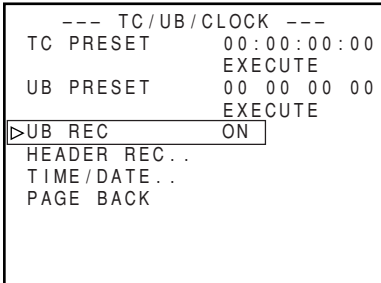 --- TC/UB/CLOCK ---
TC PRESET 00:00:00:00
EXECUTE
UB PRESET 00 00 00 00
EXECUTE
▷UB REC ON
HEADER REC..
TIME/DATE..
PAGE BACK